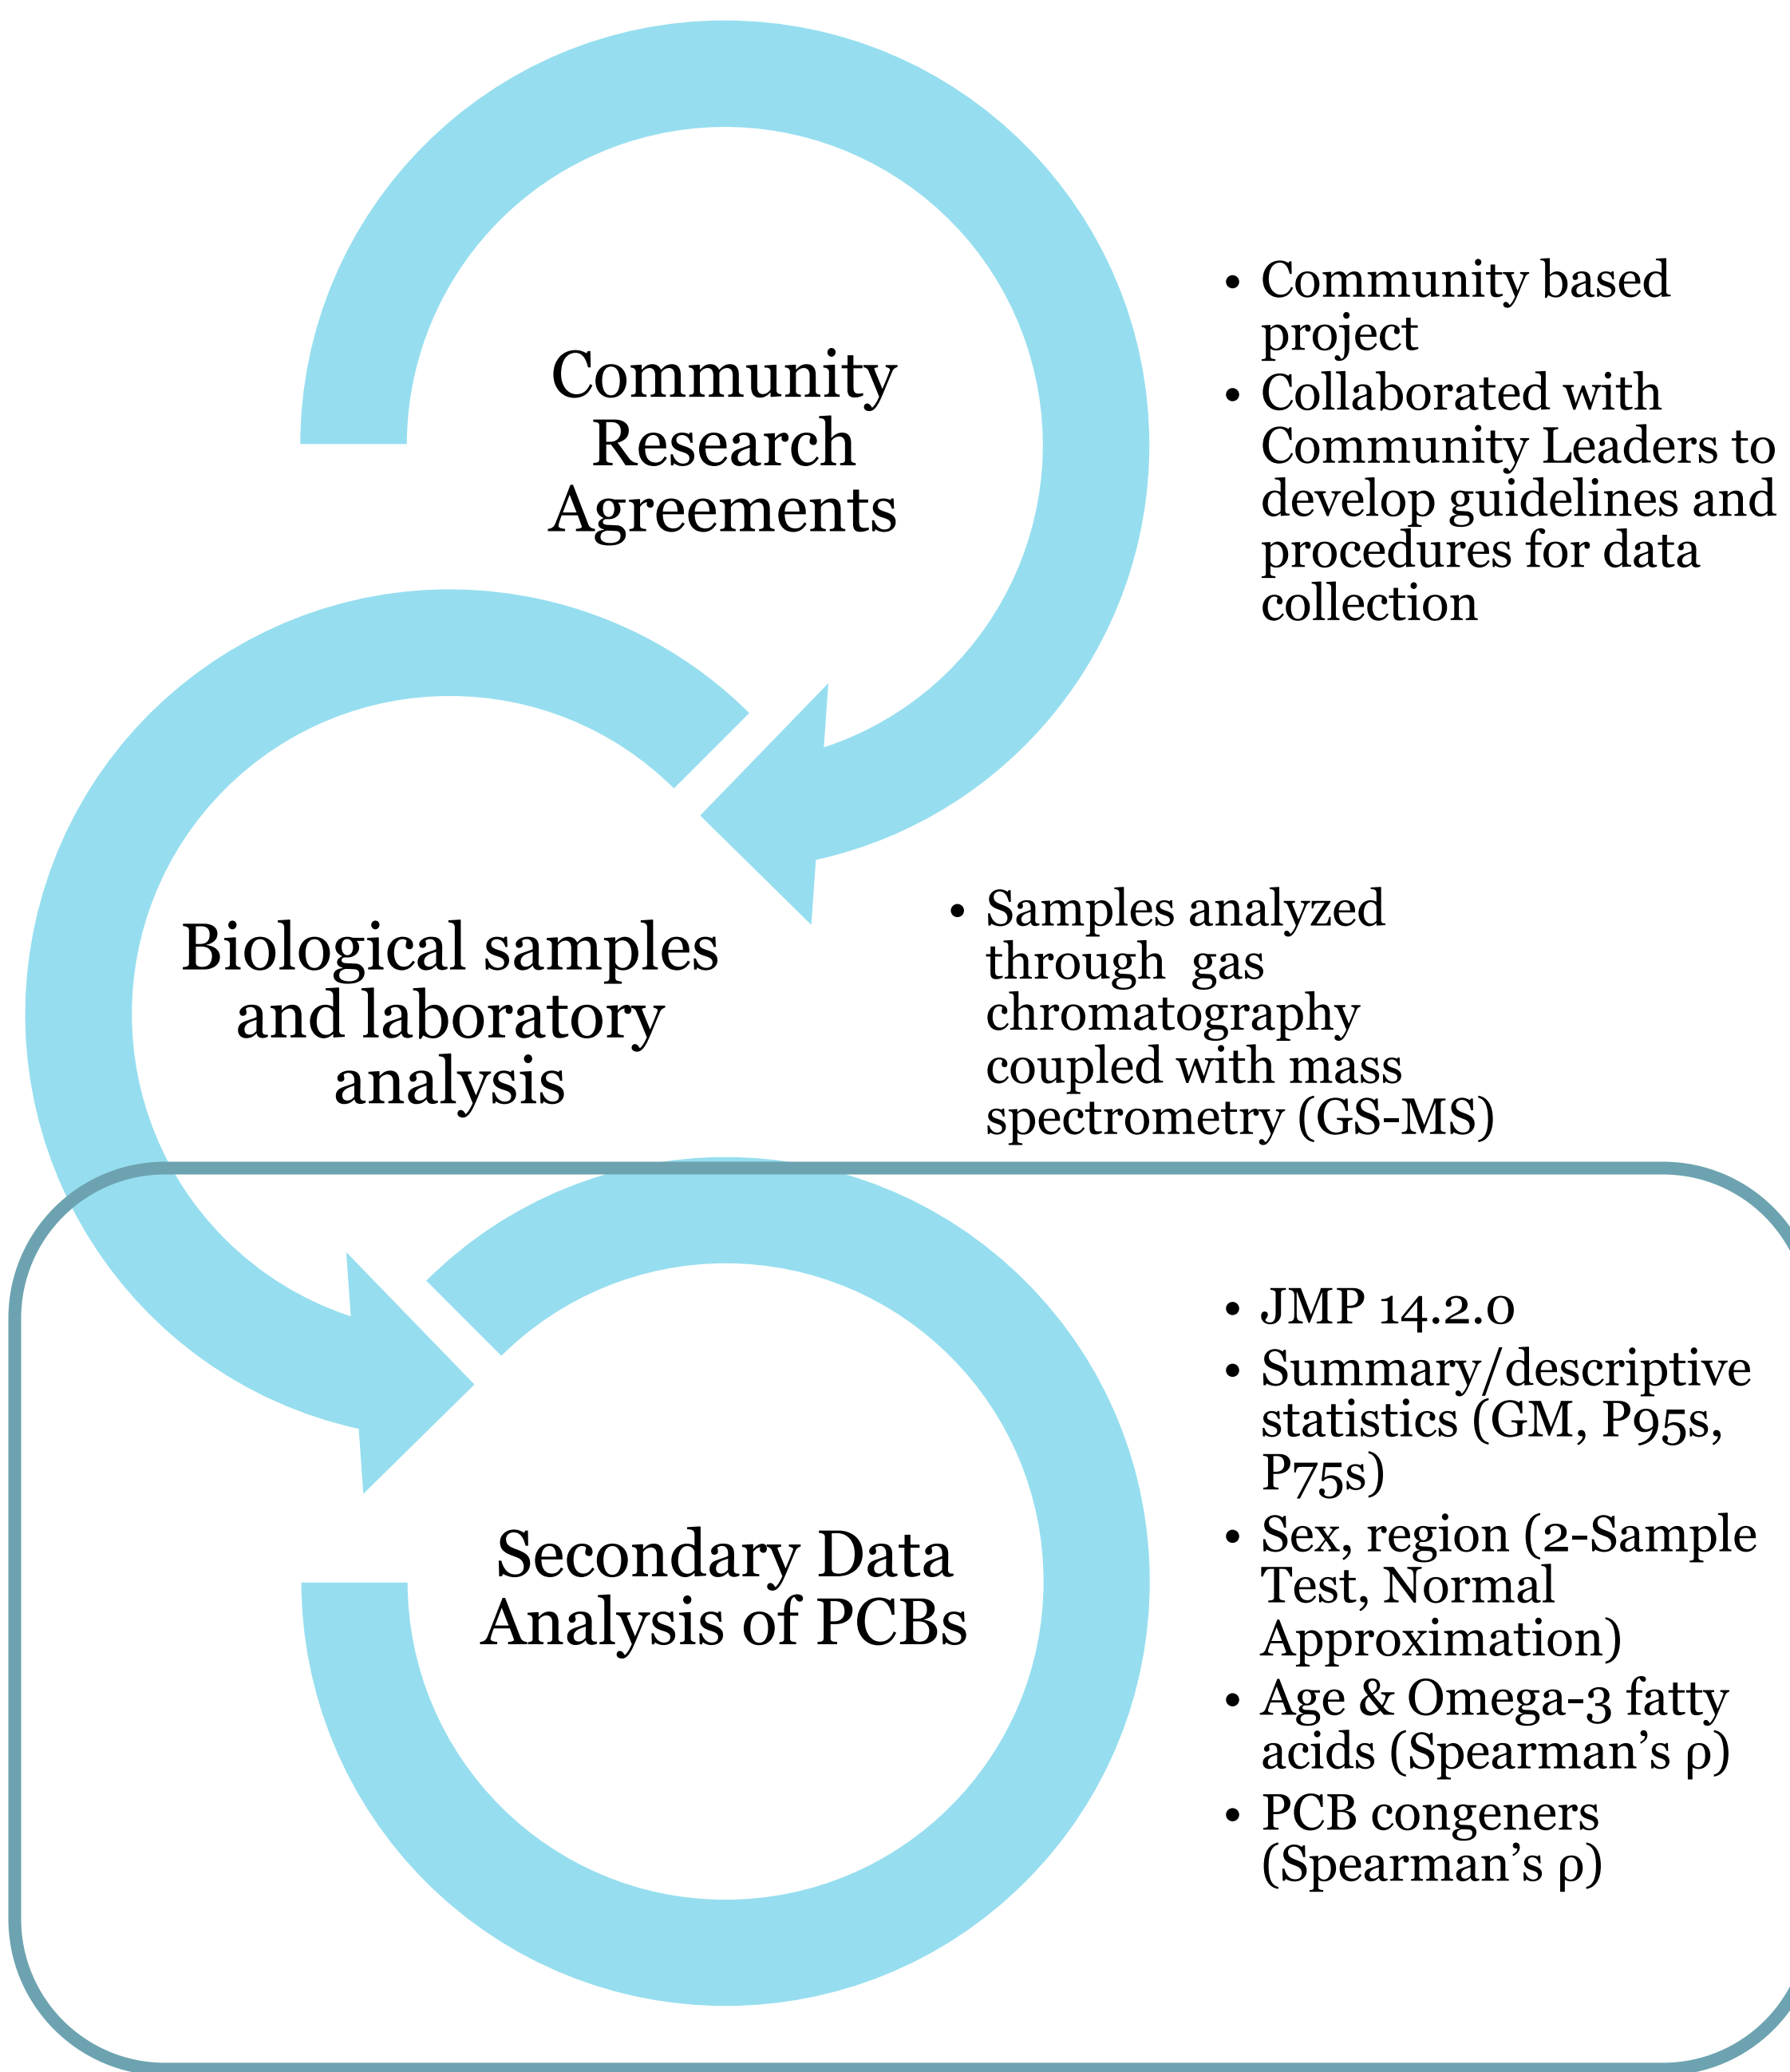 Community
Research
Agreements
• Community based
project
• Collaborated with
Community Leaders to
develop guidelines and
procedures for data
collection
Biological samples
and laboratory
analysis
• Samples analyzed
through gas
chromatography
coupled with mass
spectrometry (GS-MS)
Secondary Data
Analysis of PCBs
• JMP 14.2.0
• Summary/descriptive
statistics (GM, P95s,
P75s)
• Sex, region (2-Sample
Test, Normal
Approximation)
• Age & Omega-3 fatty
acids (Spearman’s ρ)
• PCB congeners
(Spearman’s ρ)